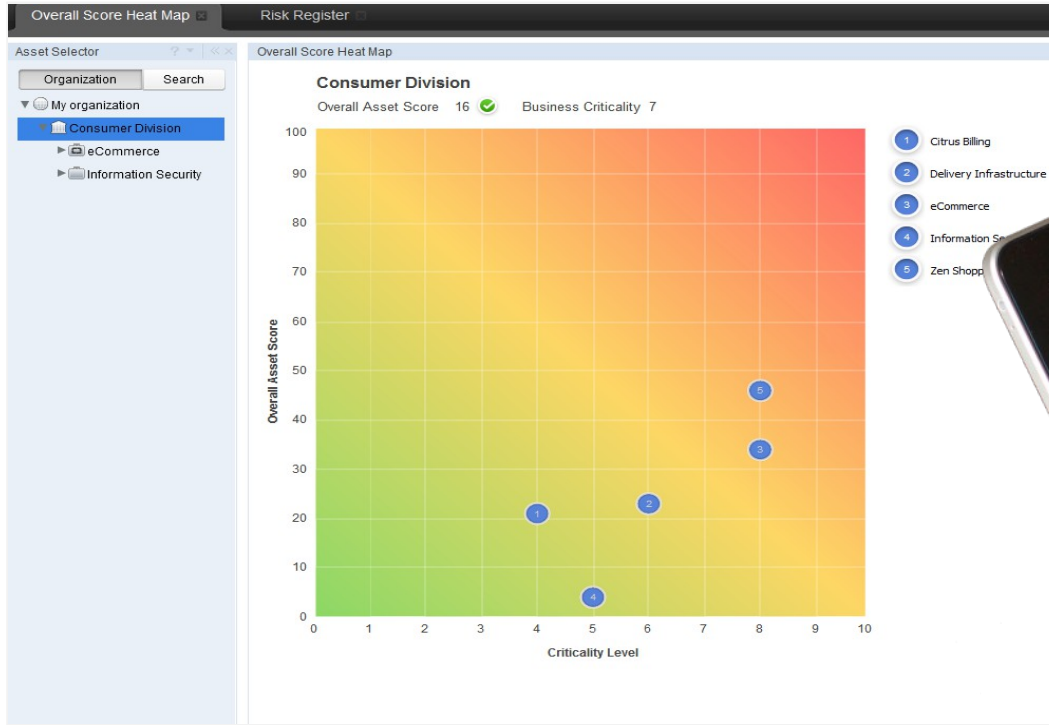 Overall Score Heat Map
Risk Register
Asset Selector
Overall Score Heat Map
Organization
Search
My organization
Consumer Division
eCommerce
Information Security
Consumer Division
Overall Asset Score 16
Business Criticality 7
100
90
80
70
60
50
40
30
20
10
0
Overall Asset Score
0 1 2 3 4 5 6 7 8 9 10
Criticality Level
5
3
2
1
4
1 Citrus Billing
2 Delivery Infrastructure
3 eCommerce
4 Information
5 Zen